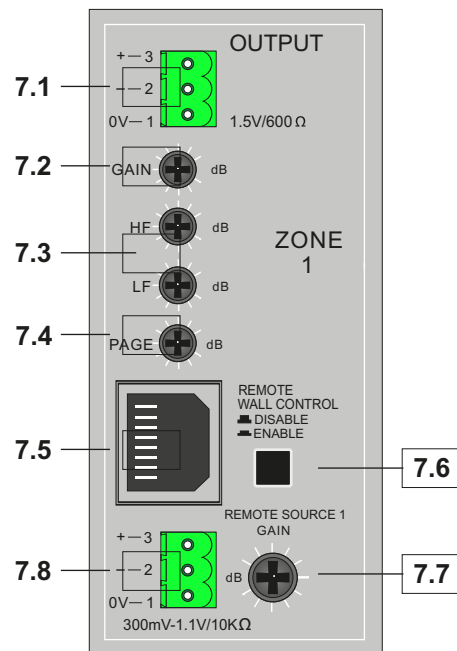 OUTPUT
+ — 3
7.1
- — 2
0V — 1
1.5V/600 Ω
7.2
GAIN
dB
HF
dB
7.3
ZONE
1
LF
dB
7.4
PAGE
dB
REMOTE
WALL CONTROL
DISABLE
ENABLE
7.5
7.6
REMOTE SOURCE 1
GAIN
+ — 3
7.8
- — 2
dB
7.7
0V — 1
300mV-1.1V/10KΩ